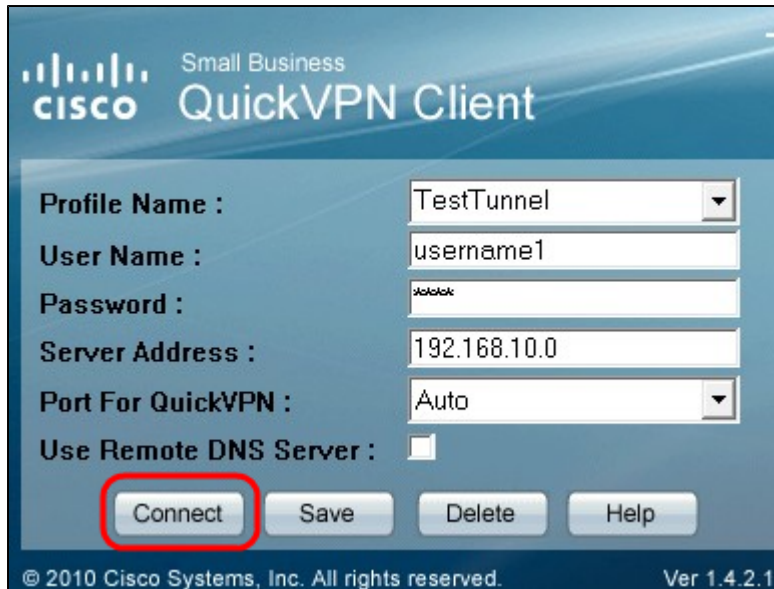 Small Business
CISCO QuickVPN Client
Profile Name : TestTunnel
User Name : username1
Password : *****
Server Address : 192.168.10.0
Port For QuickVPN : Auto
Use Remote DNS Server :
Connect Save Delete Help
© 2010 Cisco Systems, Inc. All rights reserved. Ver 1.4.2.1